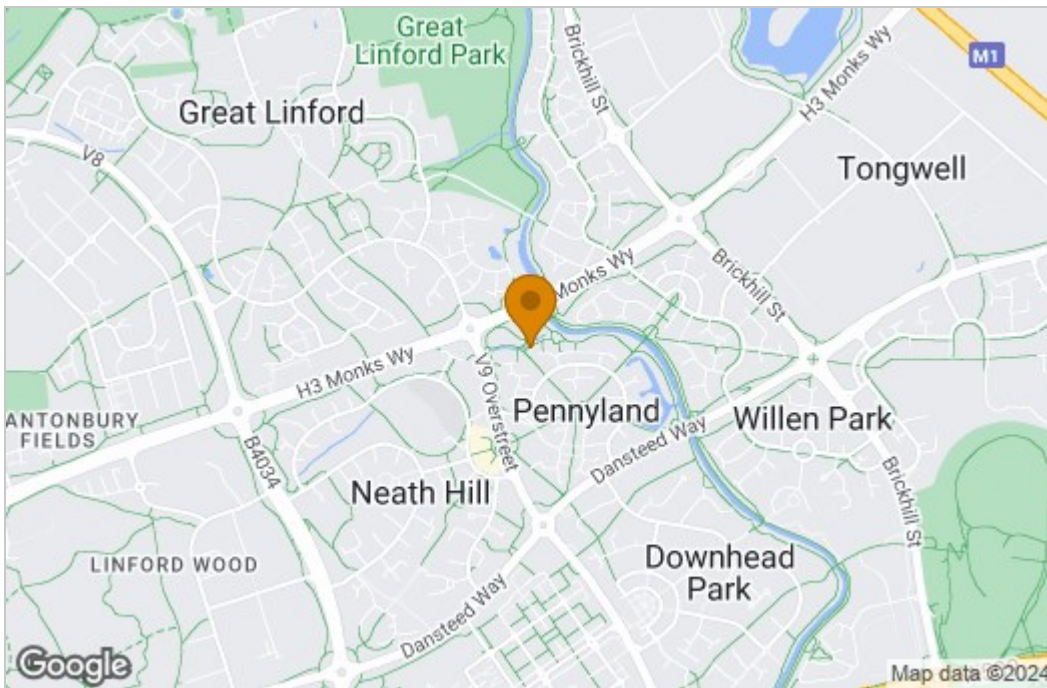 Great
Linford Park
Brickhill St
H3 Monks Wy
M1
Great Linford
V8
Tongwell
Monks Wy
Brickhill St
H3 Monks Wy
V9 Overstreet
Pennyland
Willen Park
ANTONBURY
FIELDS
B4034
Dansteed Way
Neath Hill
Brickhill St
LINFORD WOOD
Downhead
Park
Dansteed Way
Google
Map data ©2024